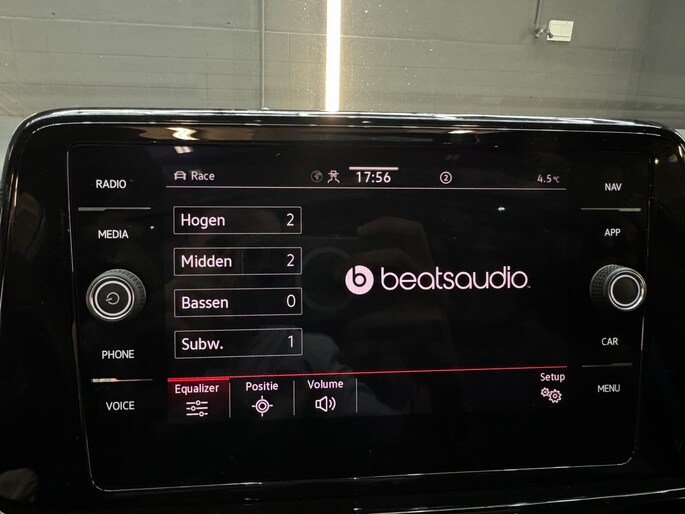 RADIO
MEDIA
PHONE
VOICE
Race
17:56
2
4.5°C
Hogen 2
Midden 2
Bassen 0
Subw. 1
b beatsaudio™
Equalizer
Positie
Volume
Setup
NAV
APP
CAR
MENU